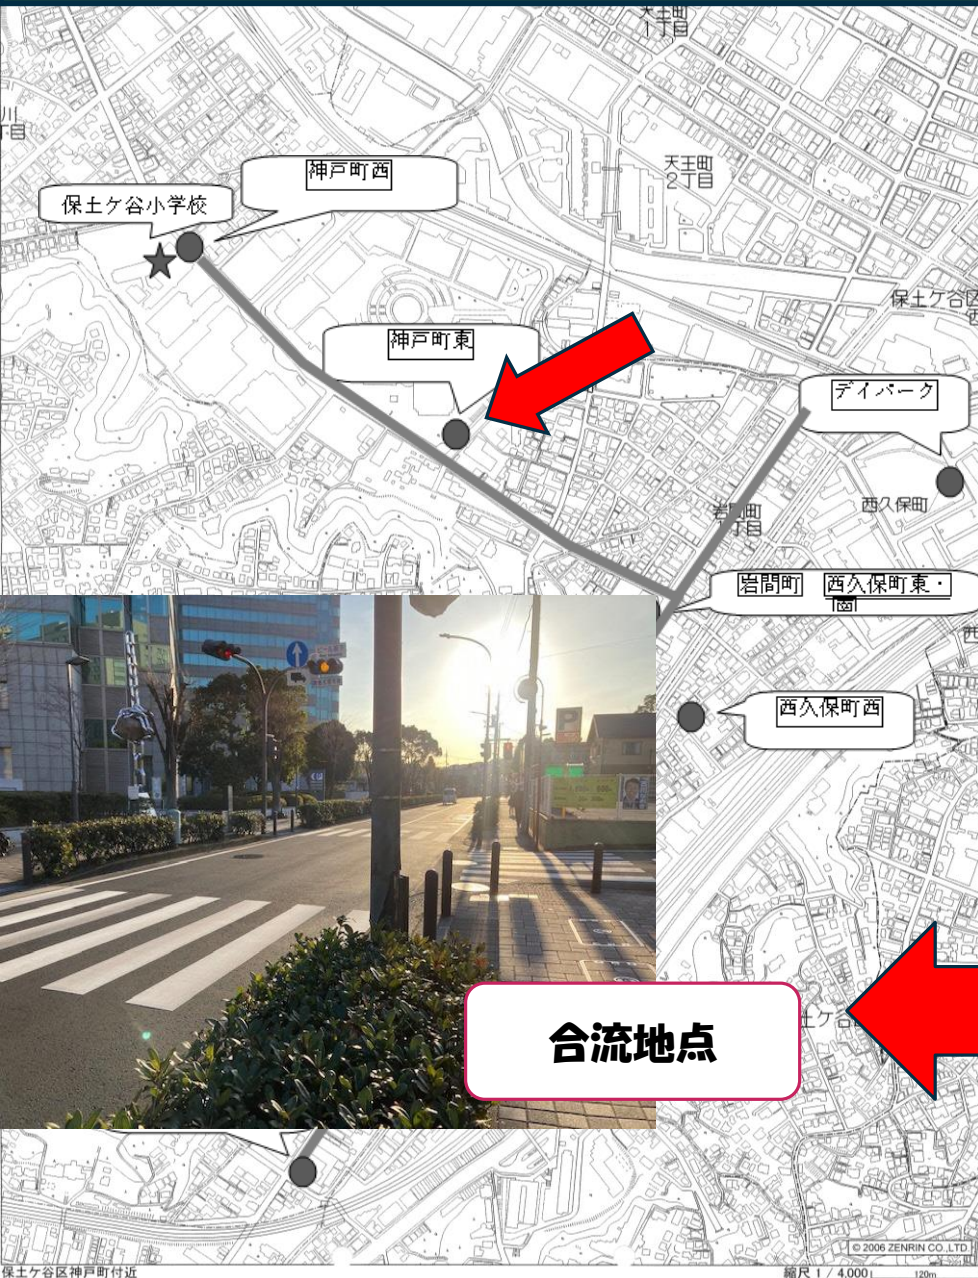 天王町
1丁目
川
丁目
神戸町西
天王町
2丁目
保土ケ谷小学校
保土ケ谷区
神戸町東
デイパーク
西久保町
岩間町
1丁目
岩間町 西久保町東・
南
西久保町西
P
合流地点
© 2006 ZENRIN CO.,LTD
保土ケ谷区神戸町付近
縮尺 1 / 4,000
120m